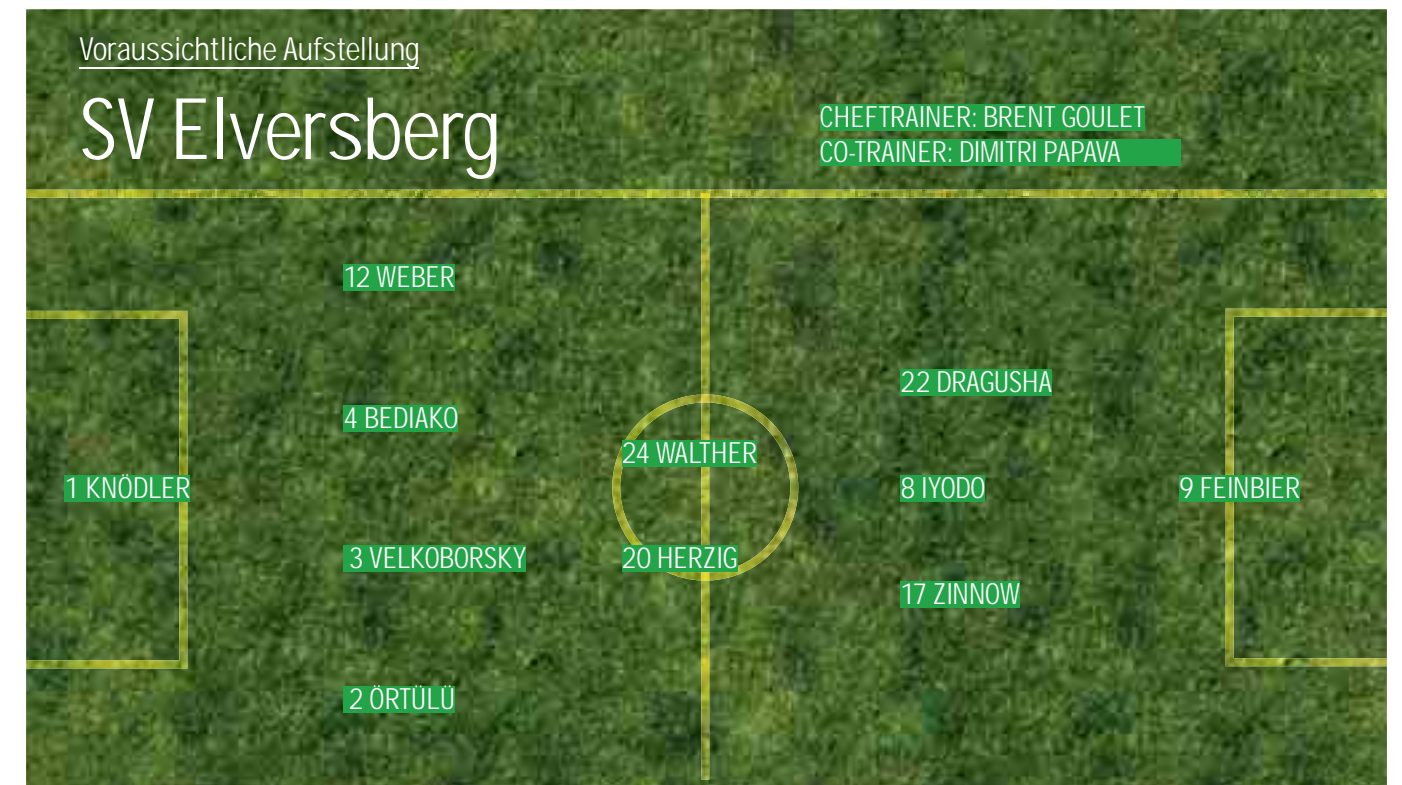 Voraussichtliche Aufstellung
SV Elversberg
CHEFTRAINER: BRENT GOULET
CO-TRAINER: DIMITRI PAPAVA
12 WEBER
22 DRAGUSHA
4 BEDIAKO
24 WALTHER
1 KNÖDLER
8 IYODO
9 FEINBIER
3 VELKOBORSKY
20 HERZIG
17 ZINNOW
2 ÖRTÜLÜ